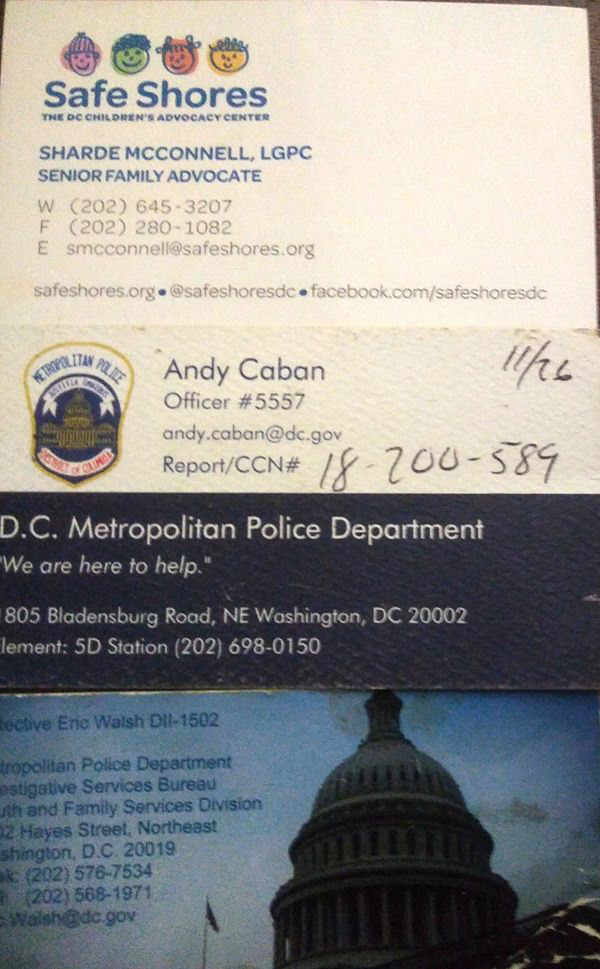 Safe Shores
THE DC CHILDREN'S ADVOCACY CENTER
SHARDE MCCONNELL, LGPC
SENIOR FAMILY ADVOCATE
W (202) 645-3207
F (202) 280-1082
E smcconnell@safeshores.org
safeshores.org • @safeshoresdc • facebook.com/safeshoresdc
METROPOLITAN POLICE
JUSTITIA OMNIBUS
DISTRICT OF COLUMBIA
Andy Caban
11/26
Officer #5557
andy.caban@dc.gov
Report/CCN# 18-200-589
D.C. Metropolitan Police Department
"We are here to help."
1805 Bladensburg Road, NE Washington, DC 20002
lement: 5D Station (202) 698-0150
tective Eric Walsh DII-1502
tropolitan Police Department
estigative Services Bureau
uth and Family Services Division
02 Hayes Street, Northeast
shington, D.C. 20019
sk: (202) 576-7534
(202) 568-1971
c.Walsh@dc.gov